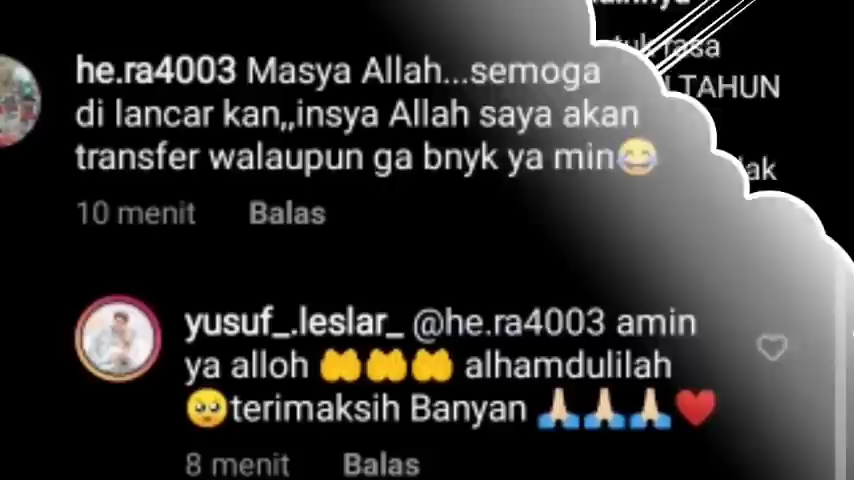 he.ra4003 Masya Allah...semoga
di lancar kan,,insya Allah saya akan
transfer walaupun ga bnyk ya min😂
10 menit Balas
yusuf_.leslar_ @he.ra4003 amin
ya alloh 🤲🤲🤲 alhamdulilah
🥺terimaksih Banyan 🙏🏻🙏🏻🙏🏻❤️
8 menit Balas
rasa
TAHUN